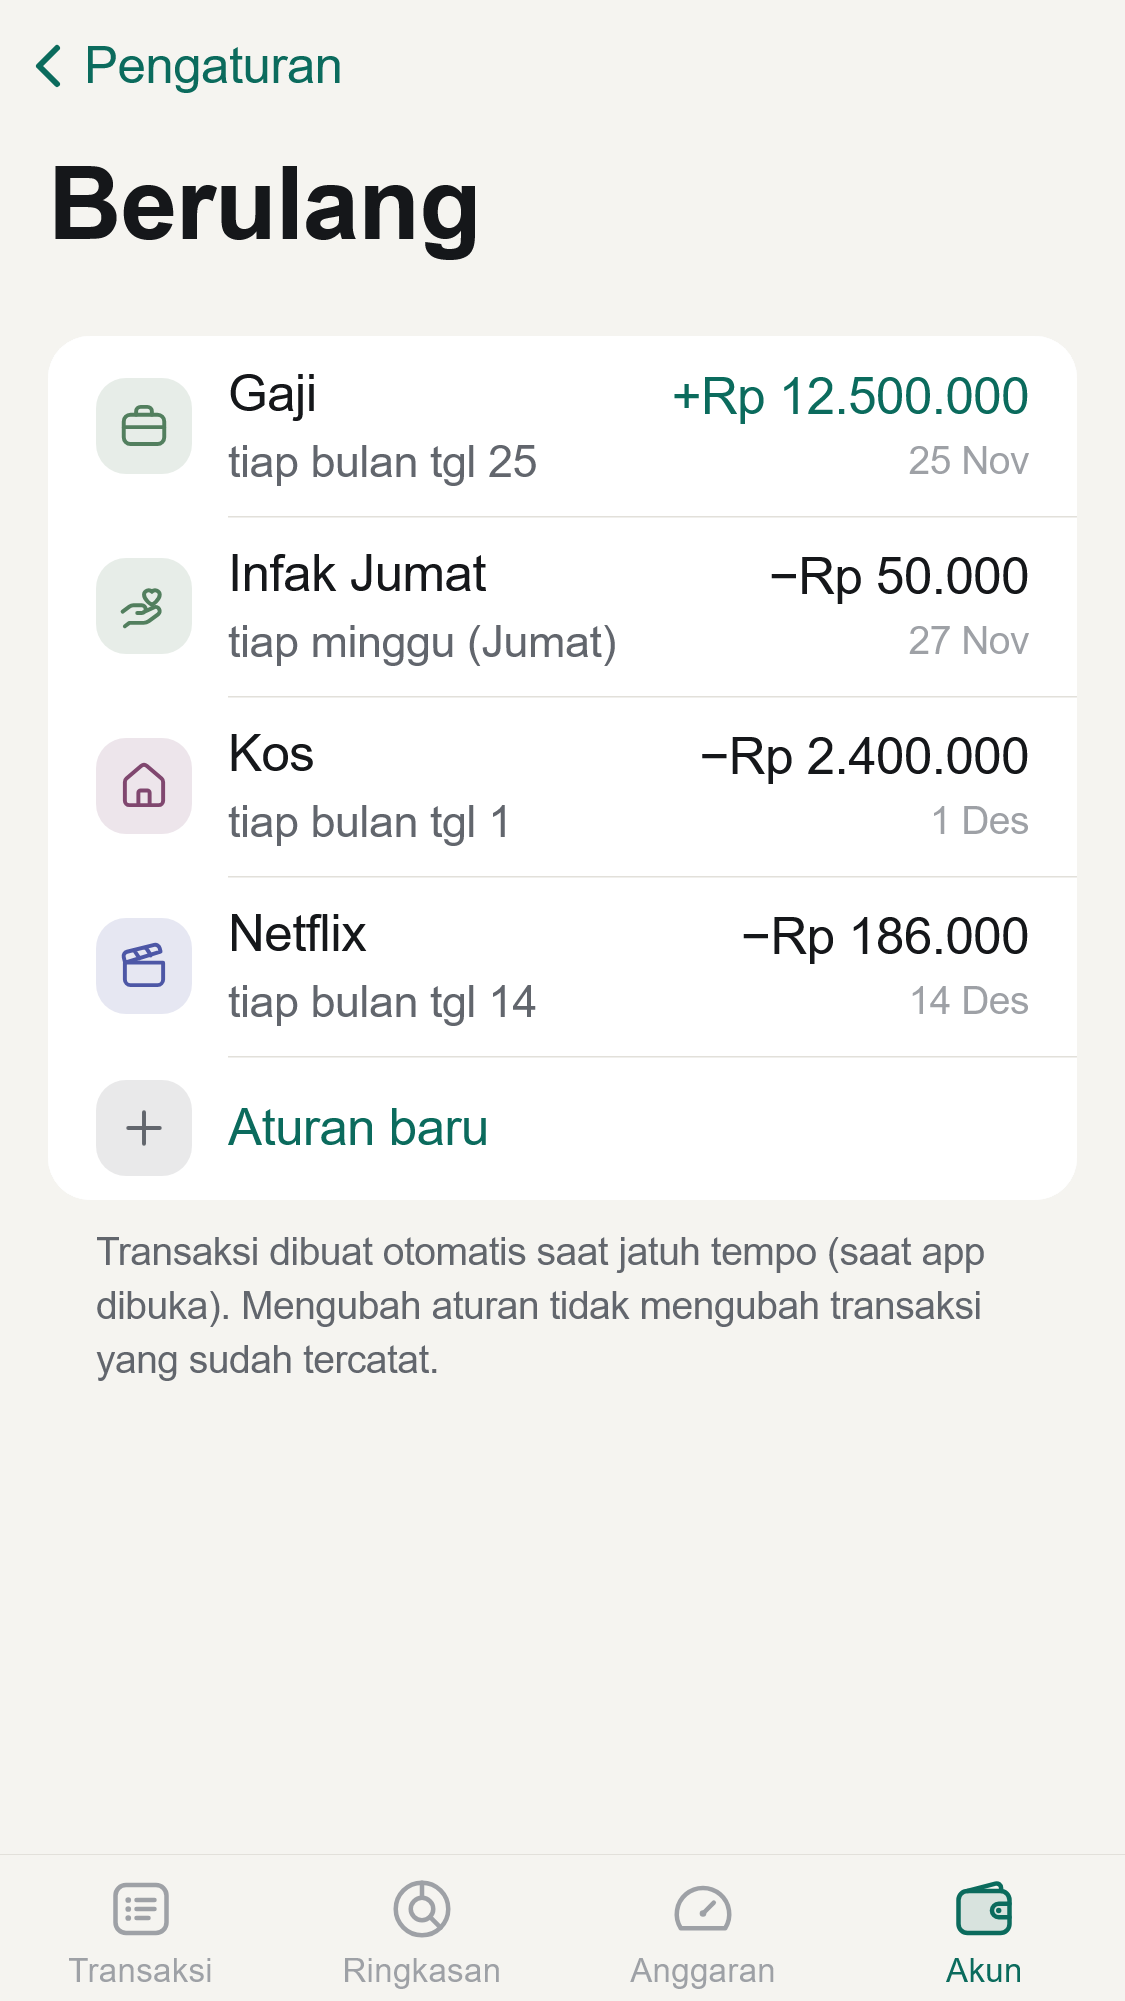 Pengaturan
Berulang
Gaji
+Rp 12.500.000
tiap bulan tgl 25
25 Nov
Infak Jumat
−Rp 50.000
tiap minggu (Jumat)
27 Nov
Kos
−Rp 2.400.000
tiap bulan tgl 1
1 Des
Netflix
−Rp 186.000
tiap bulan tgl 14
14 Des
Aturan baru
Transaksi dibuat otomatis saat jatuh tempo (saat app
dibuka). Mengubah aturan tidak mengubah transaksi
yang sudah tercatat.
Transaksi
Ringkasan
Anggaran
Akun